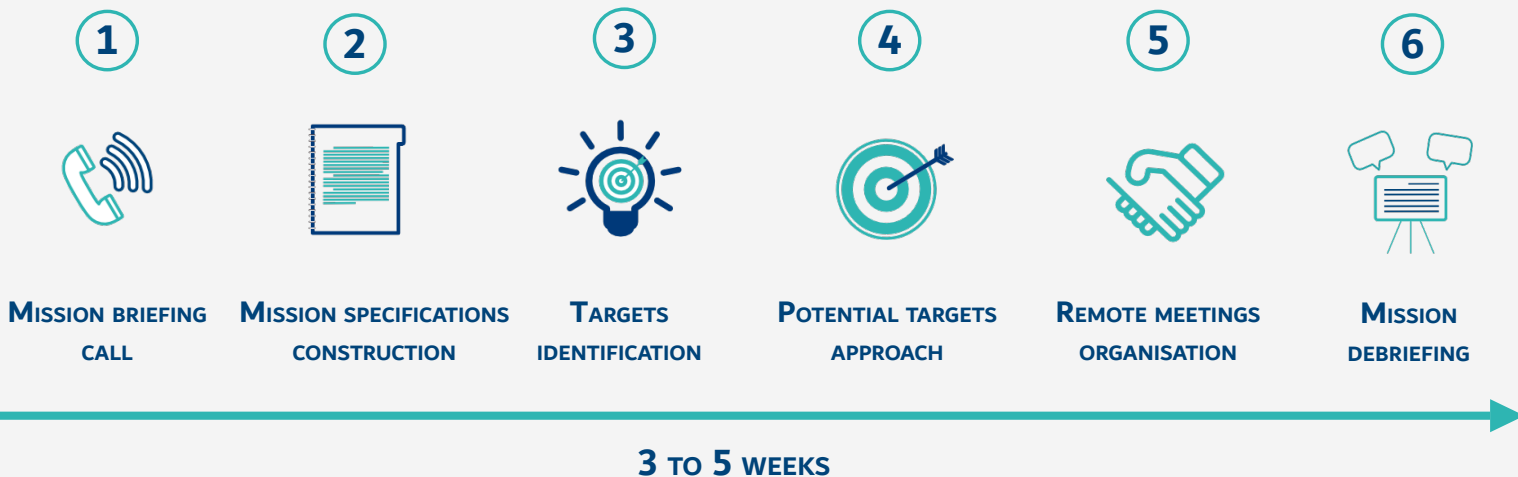 1
2
3
4
5
6
MISSION BRIEFING
CALL
MISSION SPECIFICATIONS
CONSTRUCTION
TARGETS
IDENTIFICATION
POTENTIAL TARGETS
APPROACH
REMOTE MEETINGS
ORGANISATION
MISSION
DEBRIEFING
3 TO 5 WEEKS